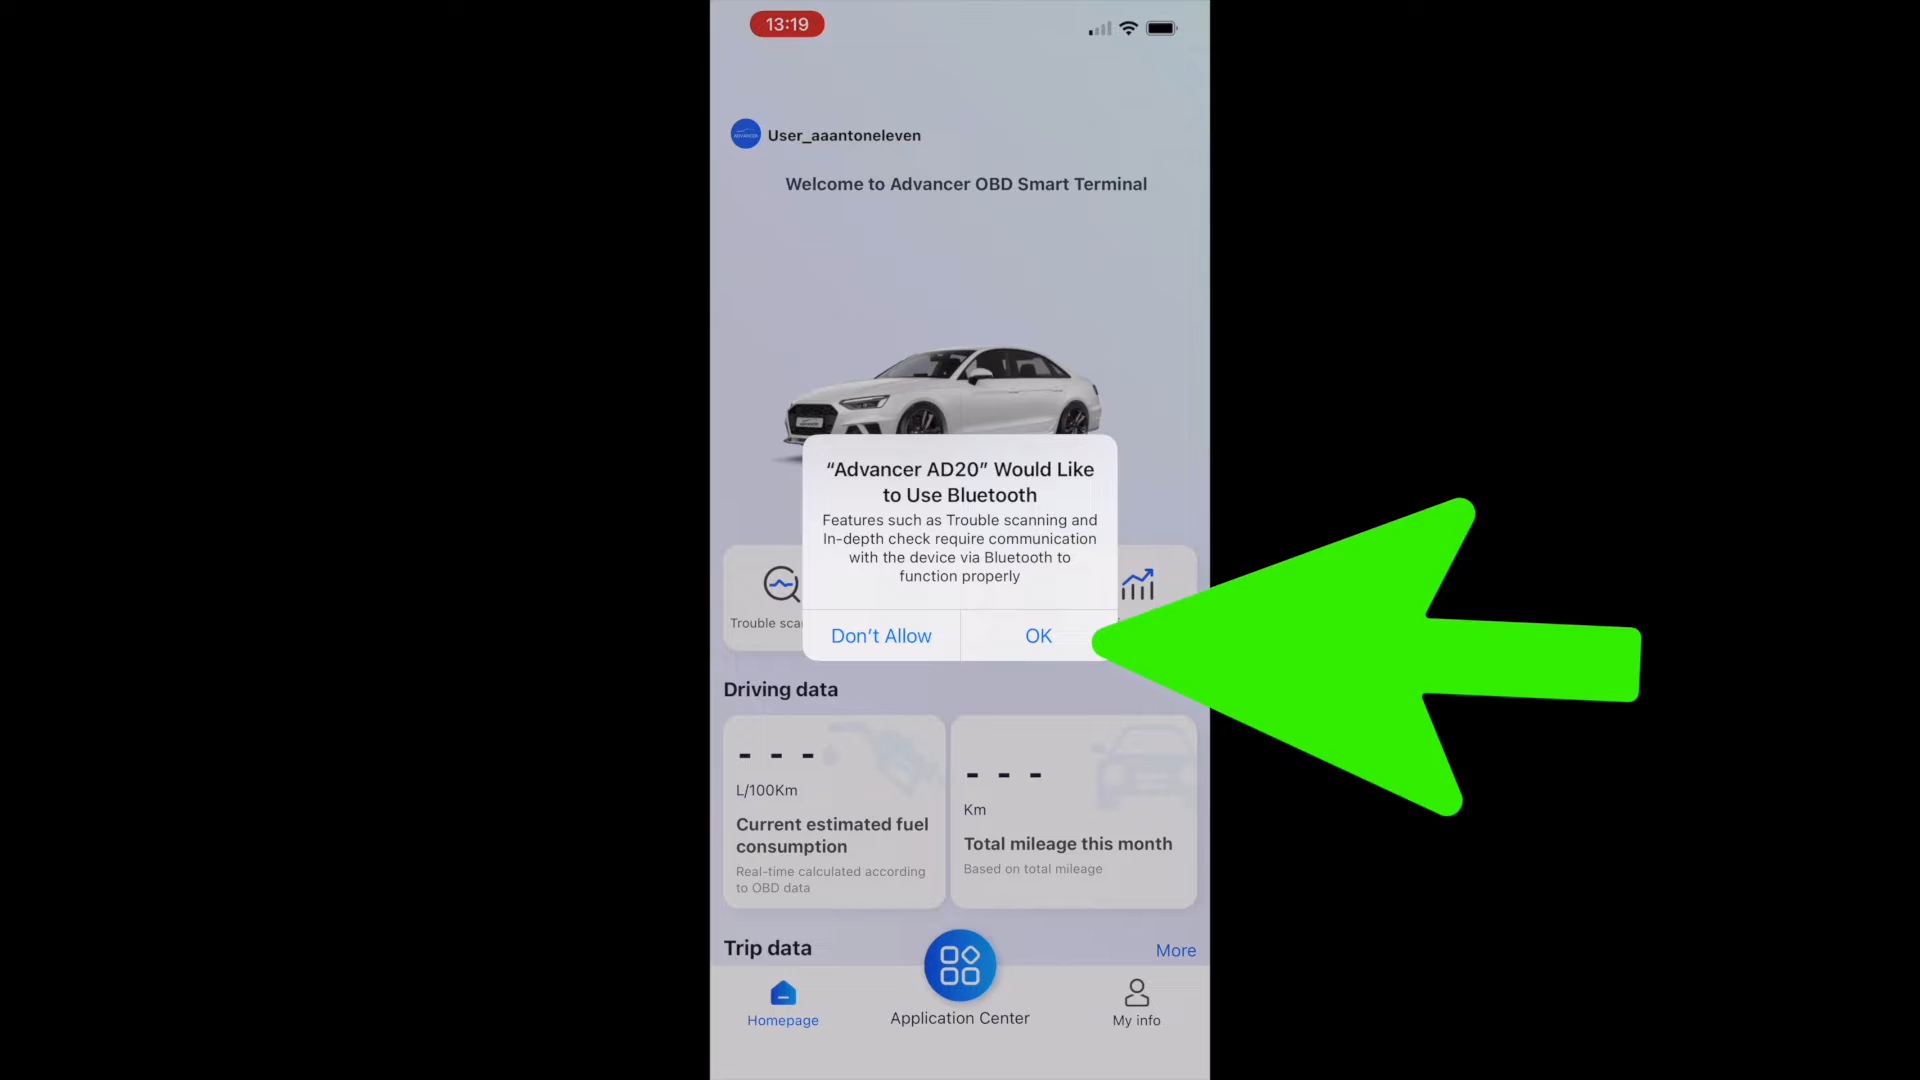 13:19
User_aaantoneleven
Welcome to Advancer OBD Smart Terminal
“Advancer AD20” Would Like
to Use Bluetooth
Features such as Trouble scanning and
In-depth check require communication
with the device via Bluetooth to
function properly
Trouble sca
Don’t Allow
OK
Driving data
- - -
L/100Km
Current estimated fuel
consumption
Real-time calculated according
to OBD data
- - -
Km
Total mileage this month
Based on total mileage
Trip data
More
Homepage
Application Center
My info